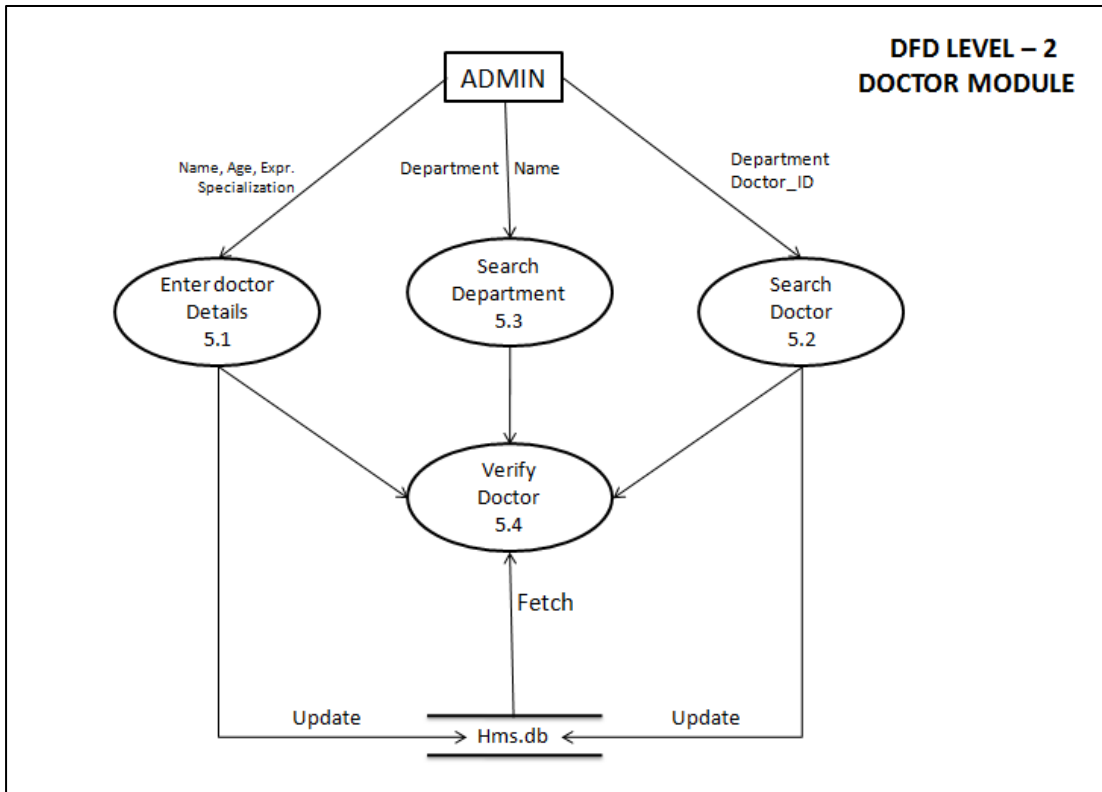 DFD LEVEL – 2
DOCTOR MODULE
ADMIN
Name, Age, Expr.
Specialization
Department Name
Department
Doctor_ID
Enter doctor
Details
5.1
Search
Department
5.3
Search
Doctor
5.2
Verify
Doctor
5.4
Fetch
Update
Hms.db
Update